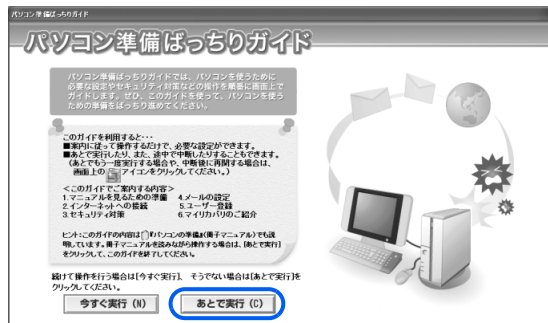 パソコン準備ばっちりガイド
パソコン準備ばっちりガイド
パソコン準備ばっちりガイドでは、パソコンを使うために
必要な設定やセキュリティ対策などの操作を順番に画面上で
ガイドします。ぜひ、このガイドを使って、パソコンを使う
ための準備をばっちり進めてください。
このガイドを利用すると・・・
■案内に従って操作するだけで、必要な設定ができます。
■あとで実行したり、また、途中で中断したりすることもできます。
(あとでもう一度実行する場合や、中断後に再開する場合は、
画面上の アイコンをクリックしてください。)
<このガイドでご案内する内容>
1.マニュアルを見るための準備 4.メールの設定
2.インターネットへの接続 5.ユーザー登録
3.セキュリティ対策 6.マイリカバリのご紹介
ヒント:このガイドの内容は『パソコンの準備』(冊子マニュアル)でも説
明しています。冊子マニュアルを読みながら操作する場合は、[あとで実行]
をクリックして、このガイドを終了してください。
続けて操作を行う場合は[今すぐ実行]、そうでない場合は[あとで実行]を
クリックしてください。
今すぐ実行 (N) あとで実行 (C)